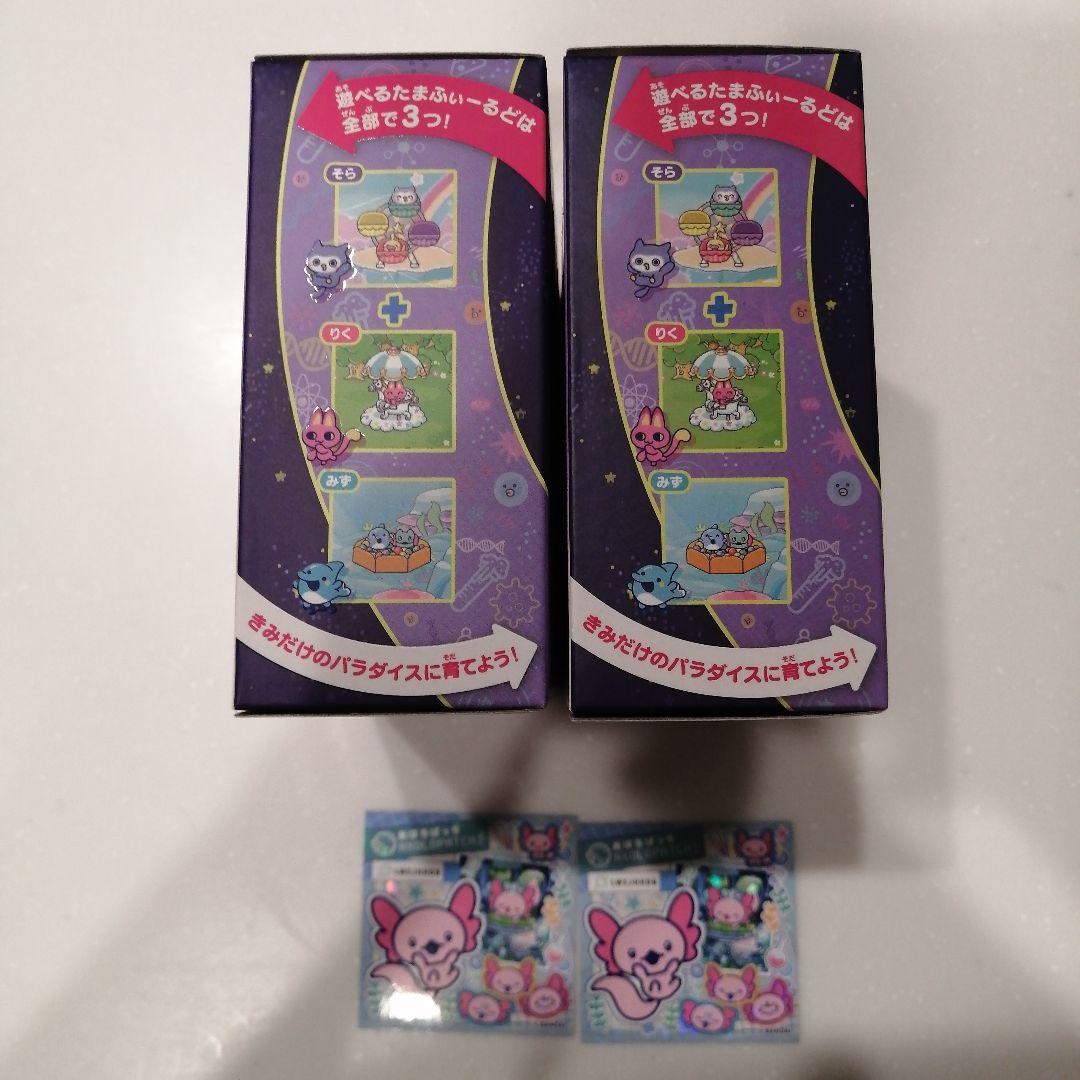 遊べるたまふぃーるどは
全部で3つ!
そら
りく
みず
きみだけのパラダイスに育てよう!
遊べるたまふぃーるどは
全部で3つ!
そら
りく
みず
きみだけのパラダイスに育てよう!